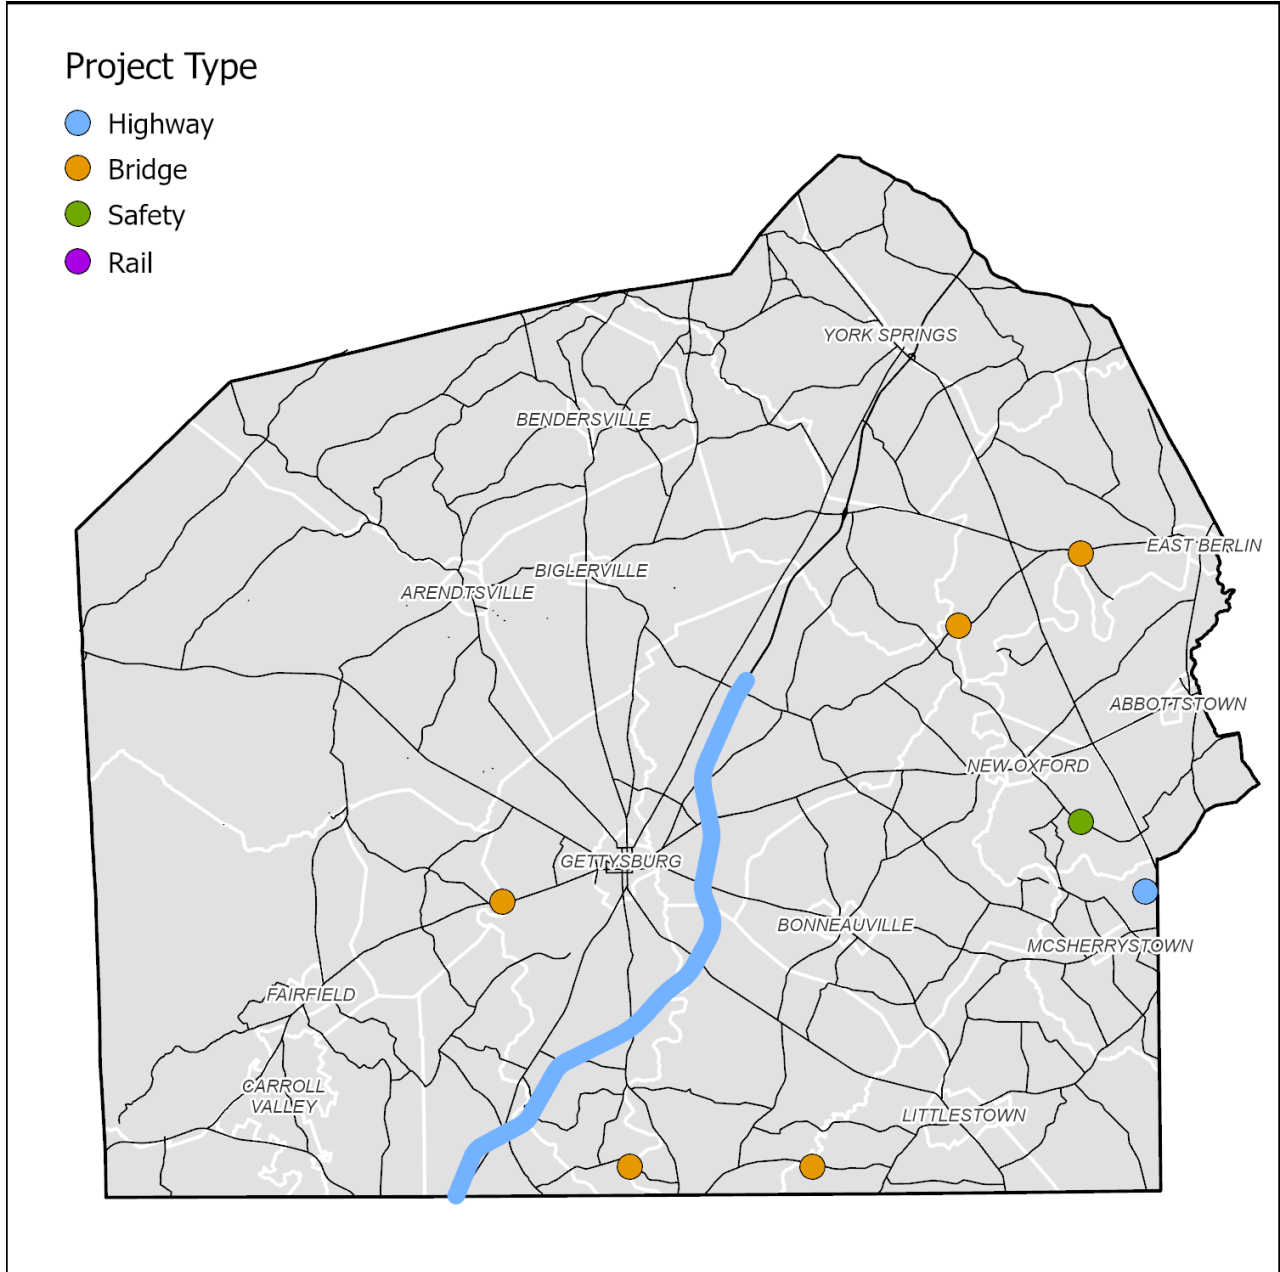 Project Type
Highway
Bridge
Safety
Rail
YORK SPRINGS
BENDERSVILLE
EAST BERLIN
BIGLERVILLE
ARENDTSVILLE
ABBOTTSTOWN
NEW OXFORD
GETTYSBURG
BONNEAUVILLE
MCSHERRYSTOWN
FAIRFIELD
CARROLL
VALLEY
LITTLESTOWN